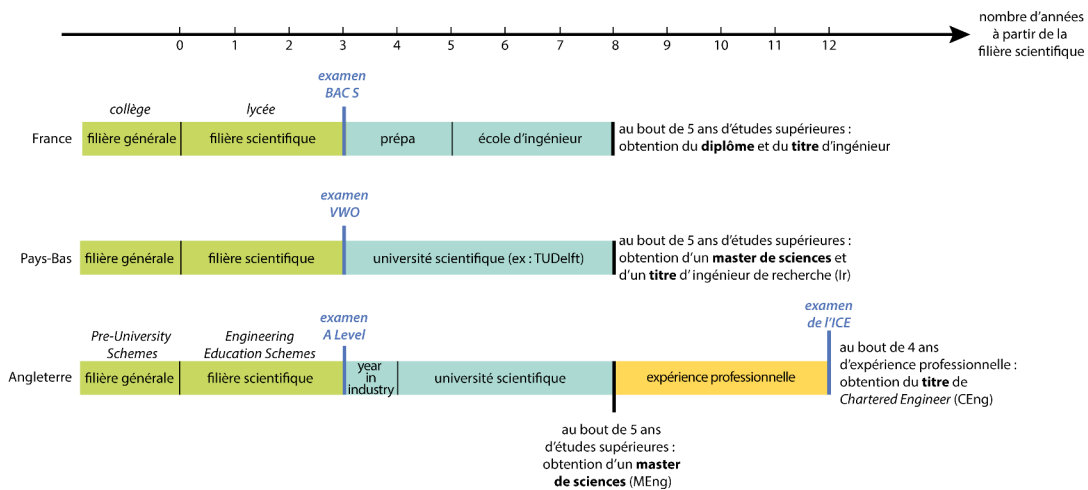 nombre d'années
à partir de la
filière scientifique
0 1 2 3 4 5 6 7 8 9 10 11 12
examen
BAC S
collège
lycée
France
filière générale
filière scientifique
prépa
école d'ingénieur
au bout de 5 ans d'études supérieures :
obtention du diplôme et du titre d'ingénieur
examen
VWO
Pays-Bas
filière générale
filière scientifique
université scientifique (ex : TUDelft)
au bout de 5 ans d'études supérieures :
obtention d'un master de sciences et
d'un titre d' ingénieur de recherche (Ir)
examen
A Level
examen
de l'ICE
Pre-University
Schemes
Engineering
Education Schemes
Angleterre
filière générale
filière scientifique
year
in
industry
université scientifique
expérience professionnelle
au bout de 4 ans
d'expérience professionnelle :
obtention du titre de
Chartered Engineer (CEng)
au bout de 5 ans
d'études supérieures :
obtention d'un master
de sciences (MEng)